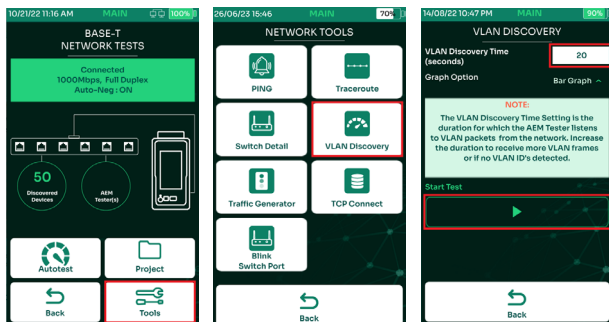 10/21/22 11:16 AM MAIN 100%
BASE-T
NETWORK TESTS
Connected
1000Mbps, Full Duplex
Auto-Neg : ON
50
Discovered
Devices
AEM
Tester(s)
Autotest
Project
Back
Tools
26/06/23 15:46 MAIN 70%
NETWORK TOOLS
PING
Traceroute
Switch Detail
VLAN Discovery
Traffic Generator
TCP Connect
Blink
Switch Port
Back
14/08/22 10:47 PM MAIN 90%
VLAN DISCOVERY
VLAN Discovery Time
(seconds)
20
Graph Option
Bar Graph
NOTE:
The VLAN Discovery Time Setting is the
duration for which the AEM Tester listens
to VLAN packets from the network. Increase
the duration to receive more VLAN frames
or if no VLAN ID's detected.
Start Test
Back